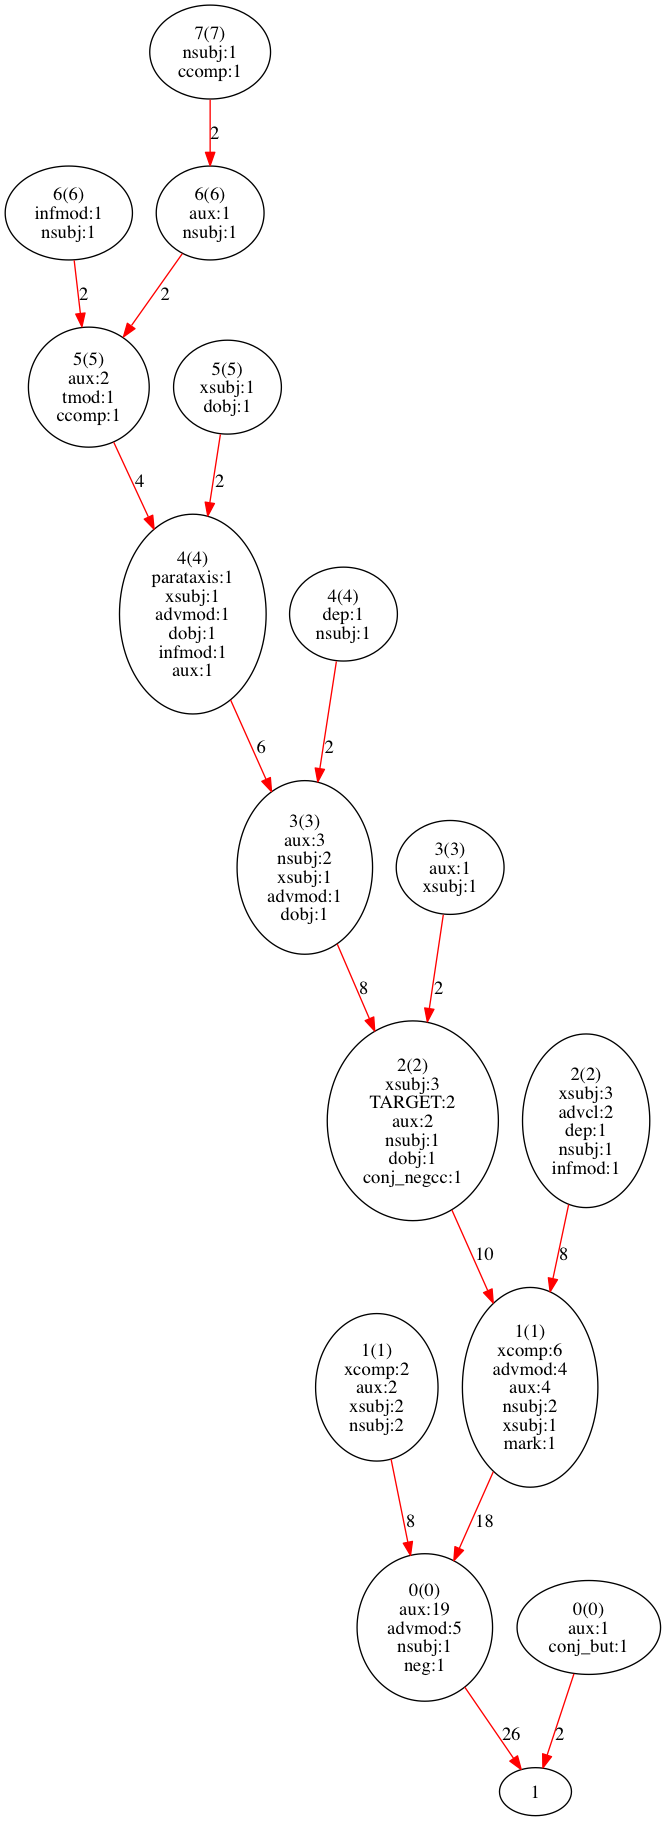 7(7)
nsubj:1
ccomp:1
2
6(6)
infmod:1
nsubj:1
6(6)
aux:1
nsubj:1
2
2
5(5)
aux:2
tmod:1
ccomp:1
5(5)
xsubj:1
dobj:1
4
2
4(4)
parataxis:1
xsubj:1
advmod:1
dobj:1
infmod:1
aux:1
4(4)
dep:1
nsubj:1
6
2
3(3)
aux:3
nsubj:2
xsubj:1
advmod:1
dobj:1
3(3)
aux:1
xsubj:1
8
2
2(2)
xsubj:3
TARGET:2
aux:2
nsubj:1
dobj:1
conj_negcc:1
2(2)
xsubj:3
advcl:2
dep:1
nsubj:1
infmod:1
10
8
1(1)
xcomp:2
aux:2
xsubj:2
nsubj:2
1(1)
xcomp:6
advmod:4
aux:4
nsubj:2
xsubj:1
mark:1
8
18
0(0)
aux:19
advmod:5
nsubj:1
neg:1
0(0)
aux:1
conj_but:1
26
2
1